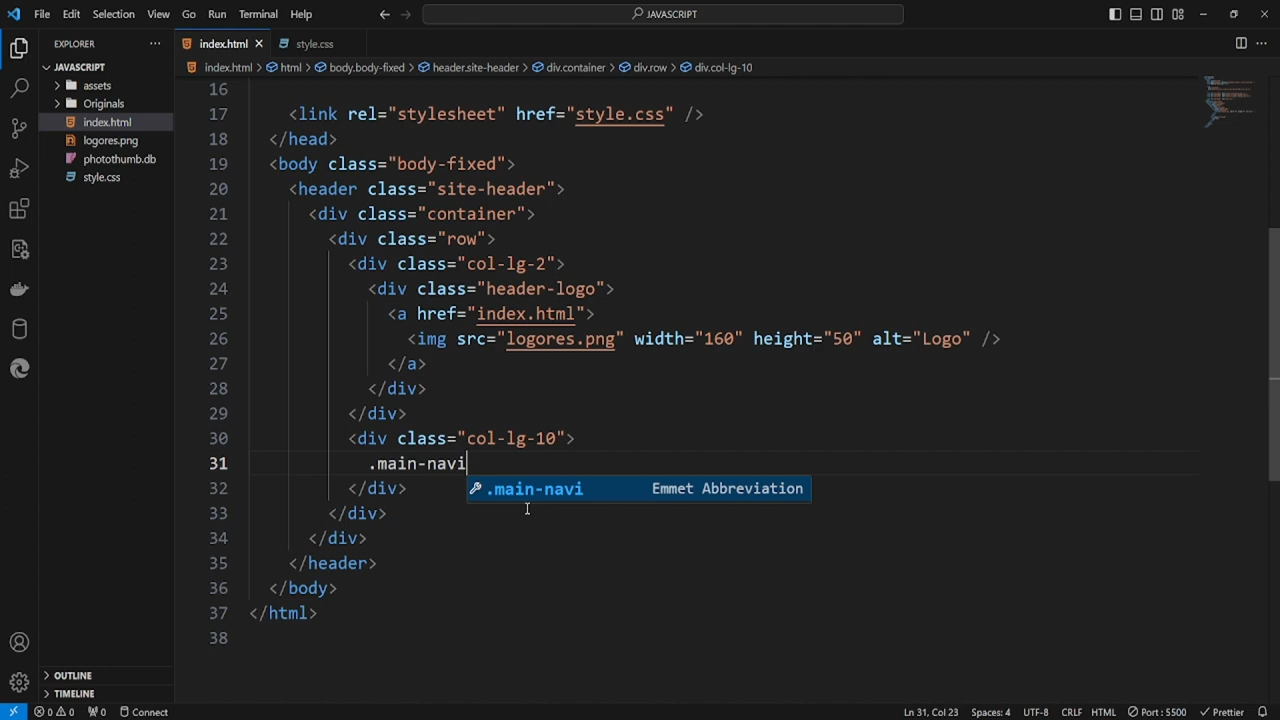 File Edit Selection View Go Run Terminal Help
JAVASCRIPT
EXPLORER
JAVASCRIPT
assets
Originals
index.html
logores.png
photothumb.db
style.css
OUTLINE
TIMELINE
index.html style.css
index.html > html > body.body-fixed > header.site-header > div.container > div.row > div.col-lg-10
16
17 <link rel="stylesheet" href="style.css" />
18 </head>
19 <body class="body-fixed">
20 <header class="site-header">
21 <div class="container">
22 <div class="row">
23 <div class="col-lg-2">
24 <div class="header-logo">
25 <a href="index.html">
26 <img src="logores.png" width="160" height="50" alt="Logo" />
27 </a>
28 </div>
29 </div>
30 <div class="col-lg-10">
31 .main-navi
.main-navi Emmet Abbreviation
32 </div>
33 </div>
34 </div>
35 </header>
36 </body>
37 </html>
38
0 0 0 Connect Ln 31, Col 23 Spaces: 4 UTF-8 CRLF HTML Port : 5500 Prettier